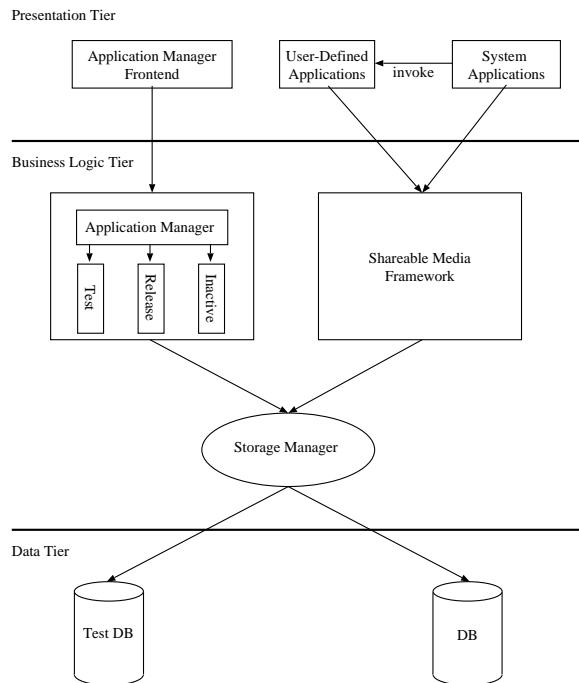 Presentation Tier
Application Manager
Frontend
User-Defined
Applications
invoke
System
Applications
Business Logic Tier
Application Manager
Test
Release
Inactive
Shareable Media
Framework
Storage Manager
Data Tier
Test DB
DB